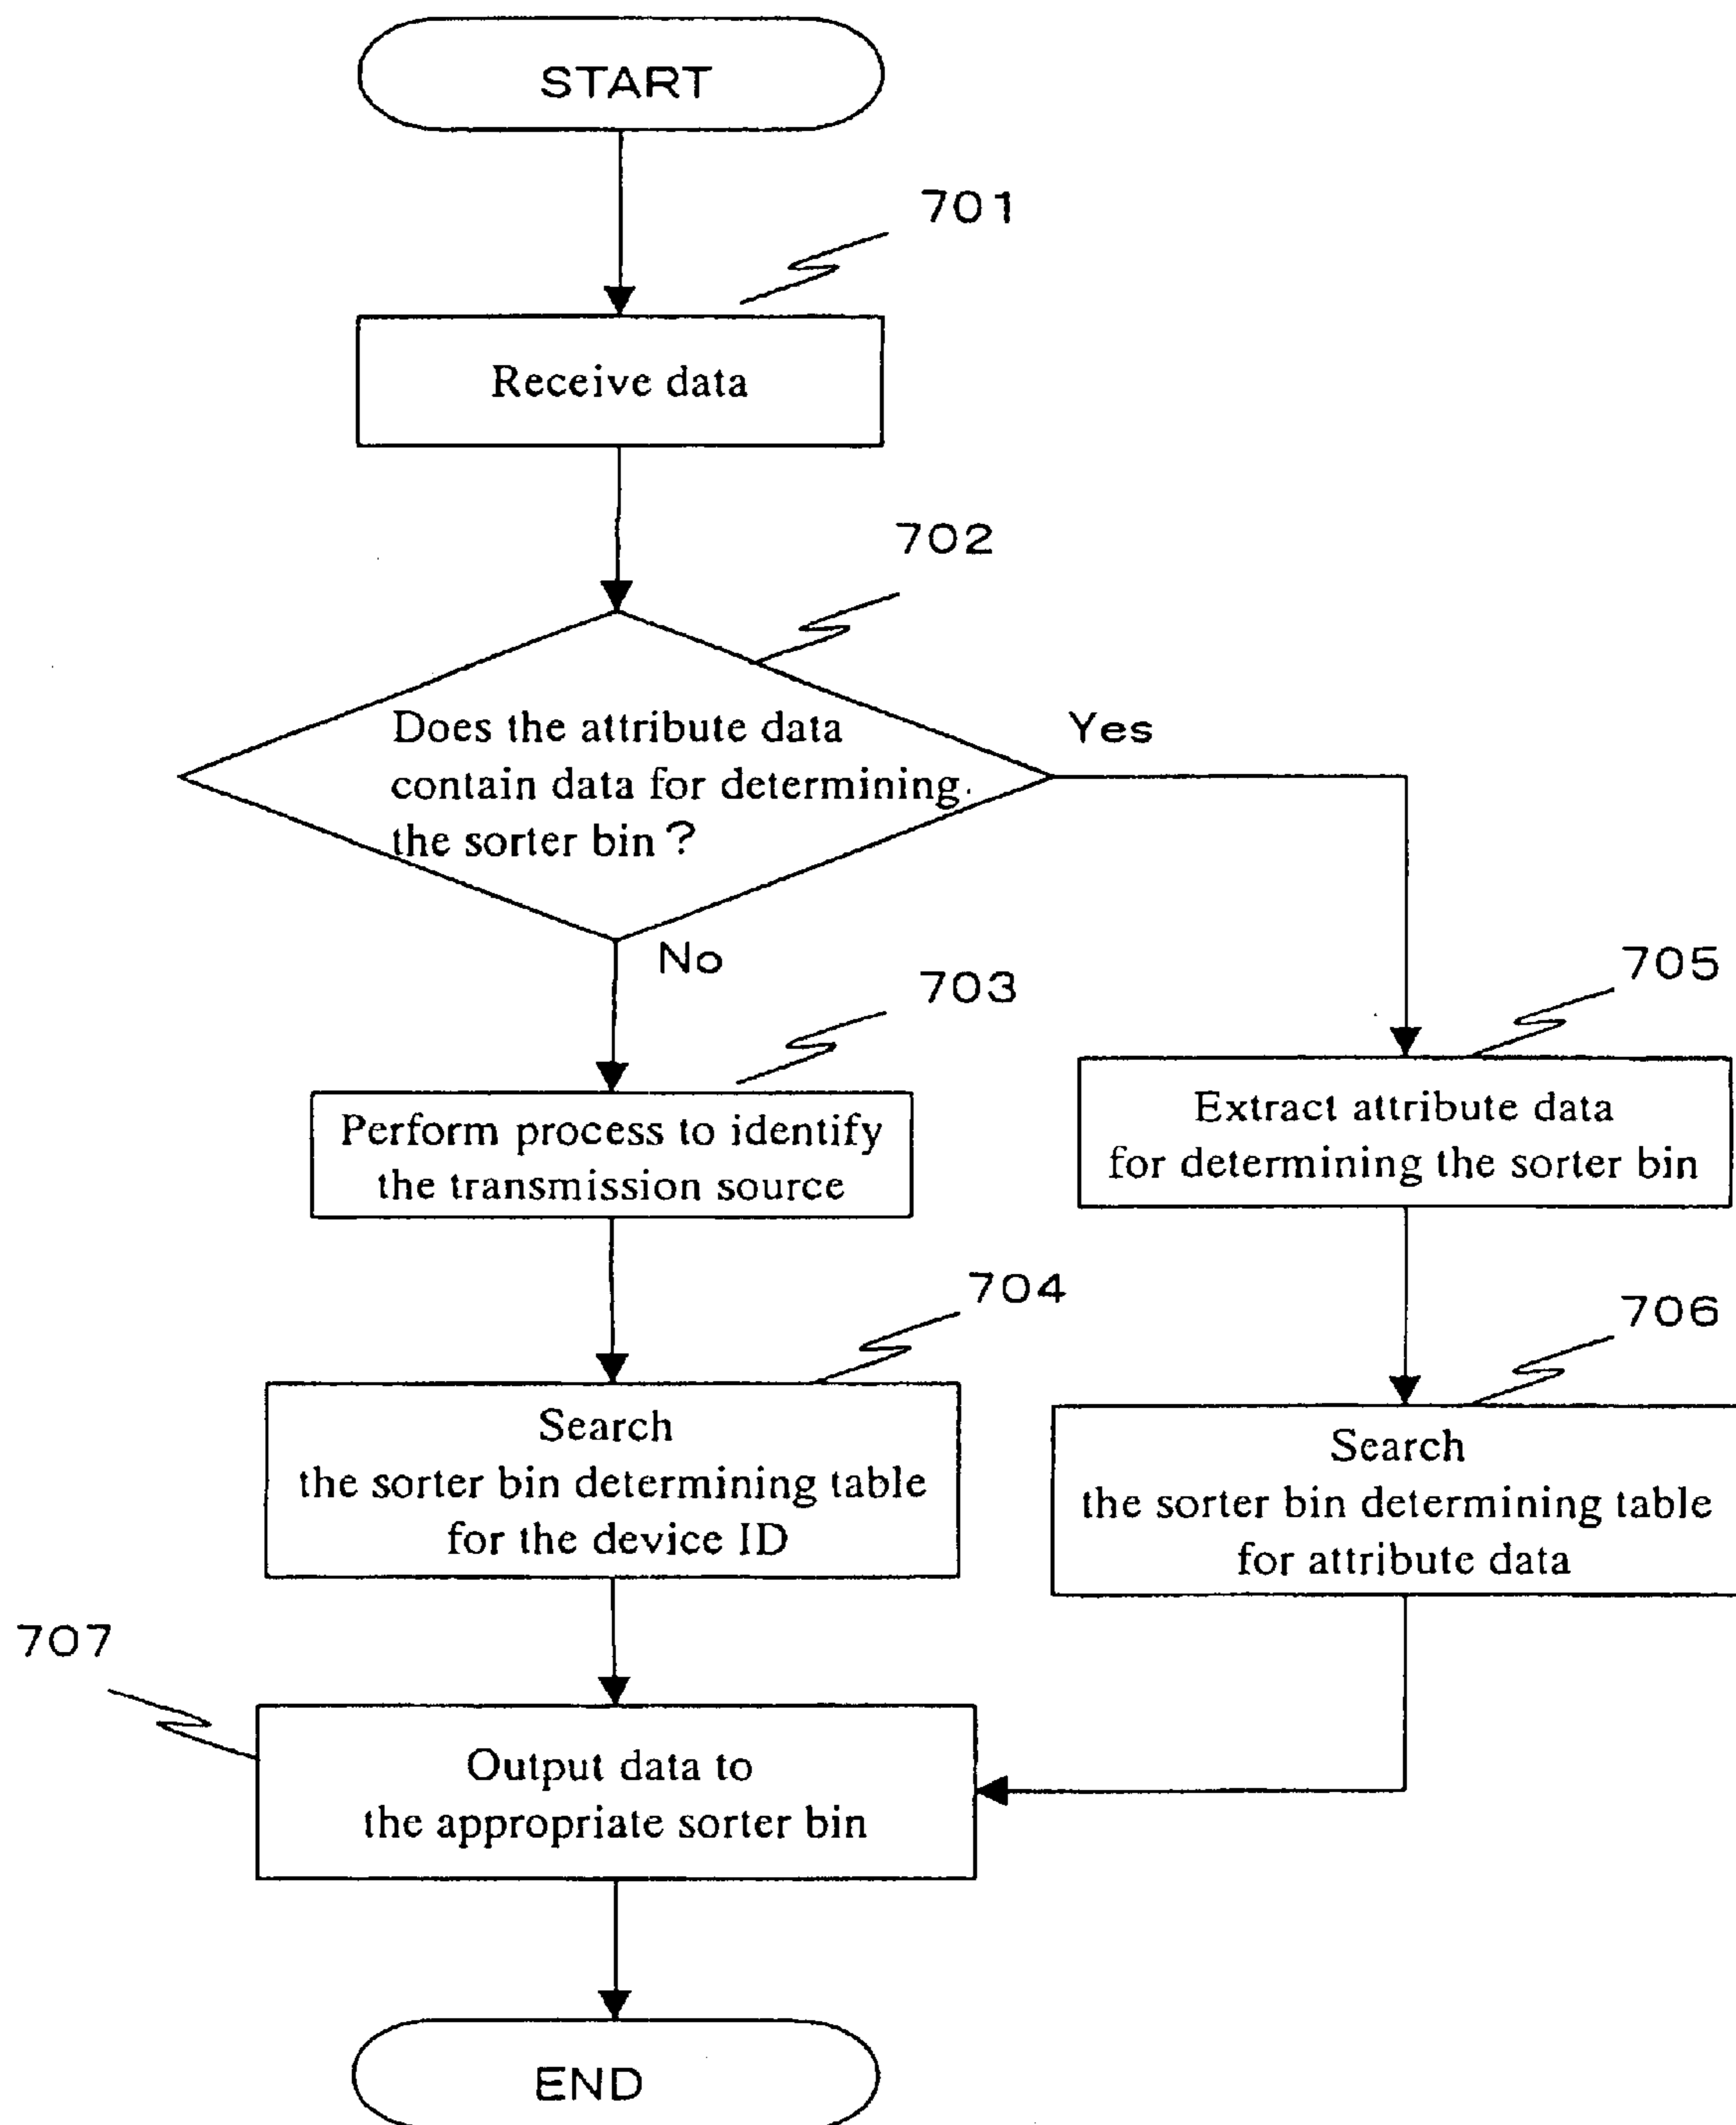 START
701
Receive data
702
Does the attribute data
contain data for determining
the sorter bin?
Yes
No
703
Perform process to identify
the transmission source
705
Extract attribute data
for determining the sorter bin
704
Search
the sorter bin determining table
for the device ID
706
Search
the sorter bin determining table
for attribute data
707
Output data to
the appropriate sorter bin
END